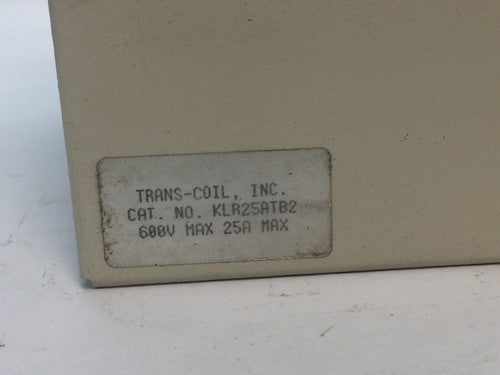 TRANS-COIL, INC.
CAT. NO. KLR25ATB2
600V MAX 25A MAX